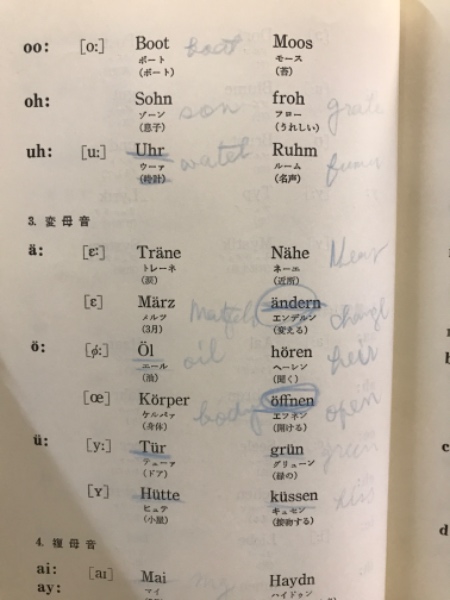 oo: [o:] Boot boot Moos
ボート モース
(ボート) (苔)
oh: Sohn son froh
ゾーン フロー
(息子) (うれしい)
uh: [u:] Uhr Ruhm
ウーァ ルーム
(時計) (名声)
3. 変母音
ä: [ɛ:] Träne Nähe
トレーネ ネーエ
(涙) (近所)
[ɛ] März ändern
メルツ エンデルン
(3月) (変える)
ö: [ǿ:] Öl oil hören
エール ヘーレン
(油) (聞く)
[œ] Körper body öffnen open
ケルパァ エフネン
(身体) (開ける)
ü: [y:] Tür grün green
テューァ グリューン
(ドア) (緑の)
[Y] Hütte küssen
ヒュテ キュセン
(小屋) (接吻する)
4. 複母音
ai: [aɪ] Mai my Haydn
ay: マイ ハイドゥン